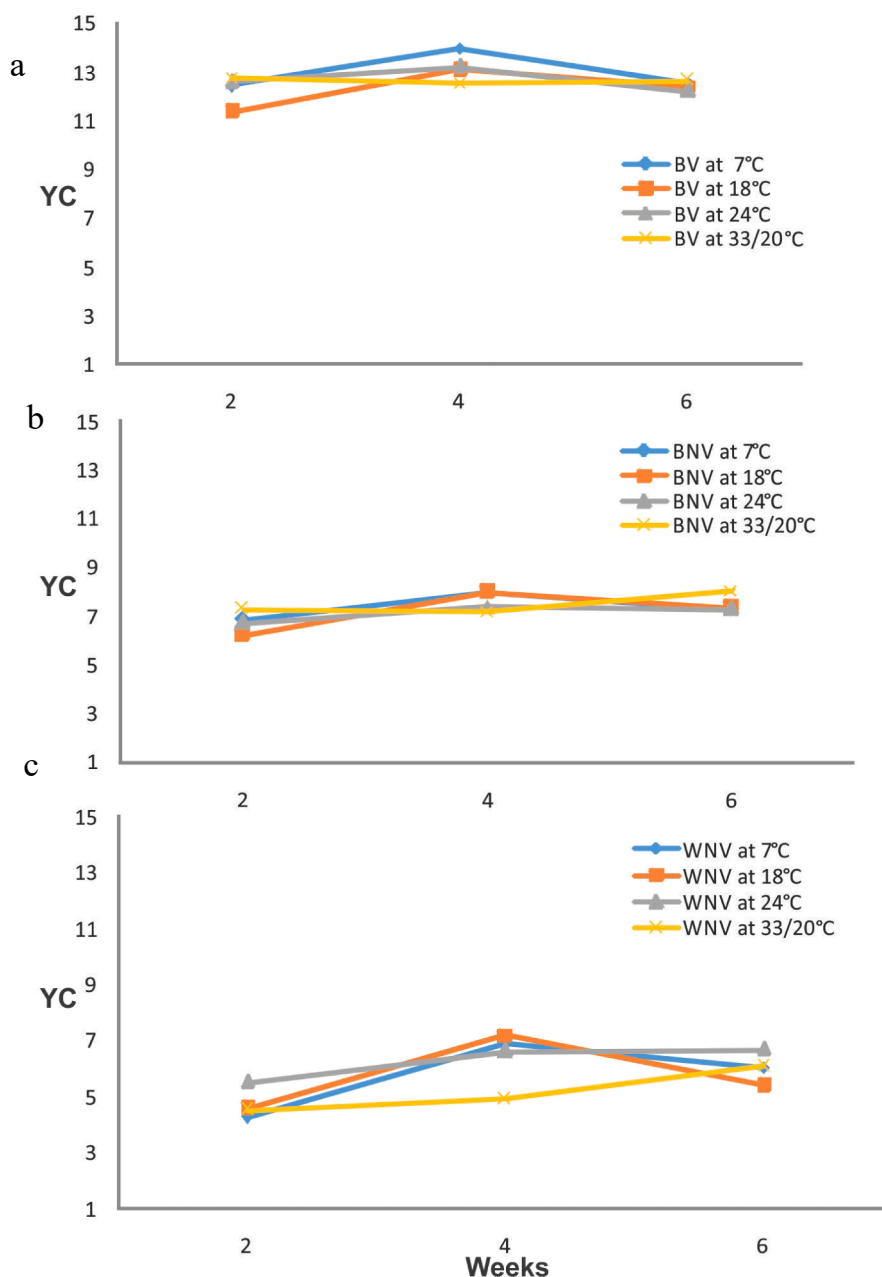 a
15
13
11
9
7
5
3
1
YC
BV at 7°C
BV at 18°C
BV at 24°C
BV at 33/20°C
2 4 6
b
15
13
11
9
7
5
3
1
YC
BNV at 7°C
BNV at 18°C
BNV at 24°C
BNV at 33/20°C
2 4 6
c
15
13
11
9
7
5
3
1
YC
WNV at 7°C
WNV at 18°C
WNV at 24°C
WNV at 33/20°C
2 4 6
Weeks